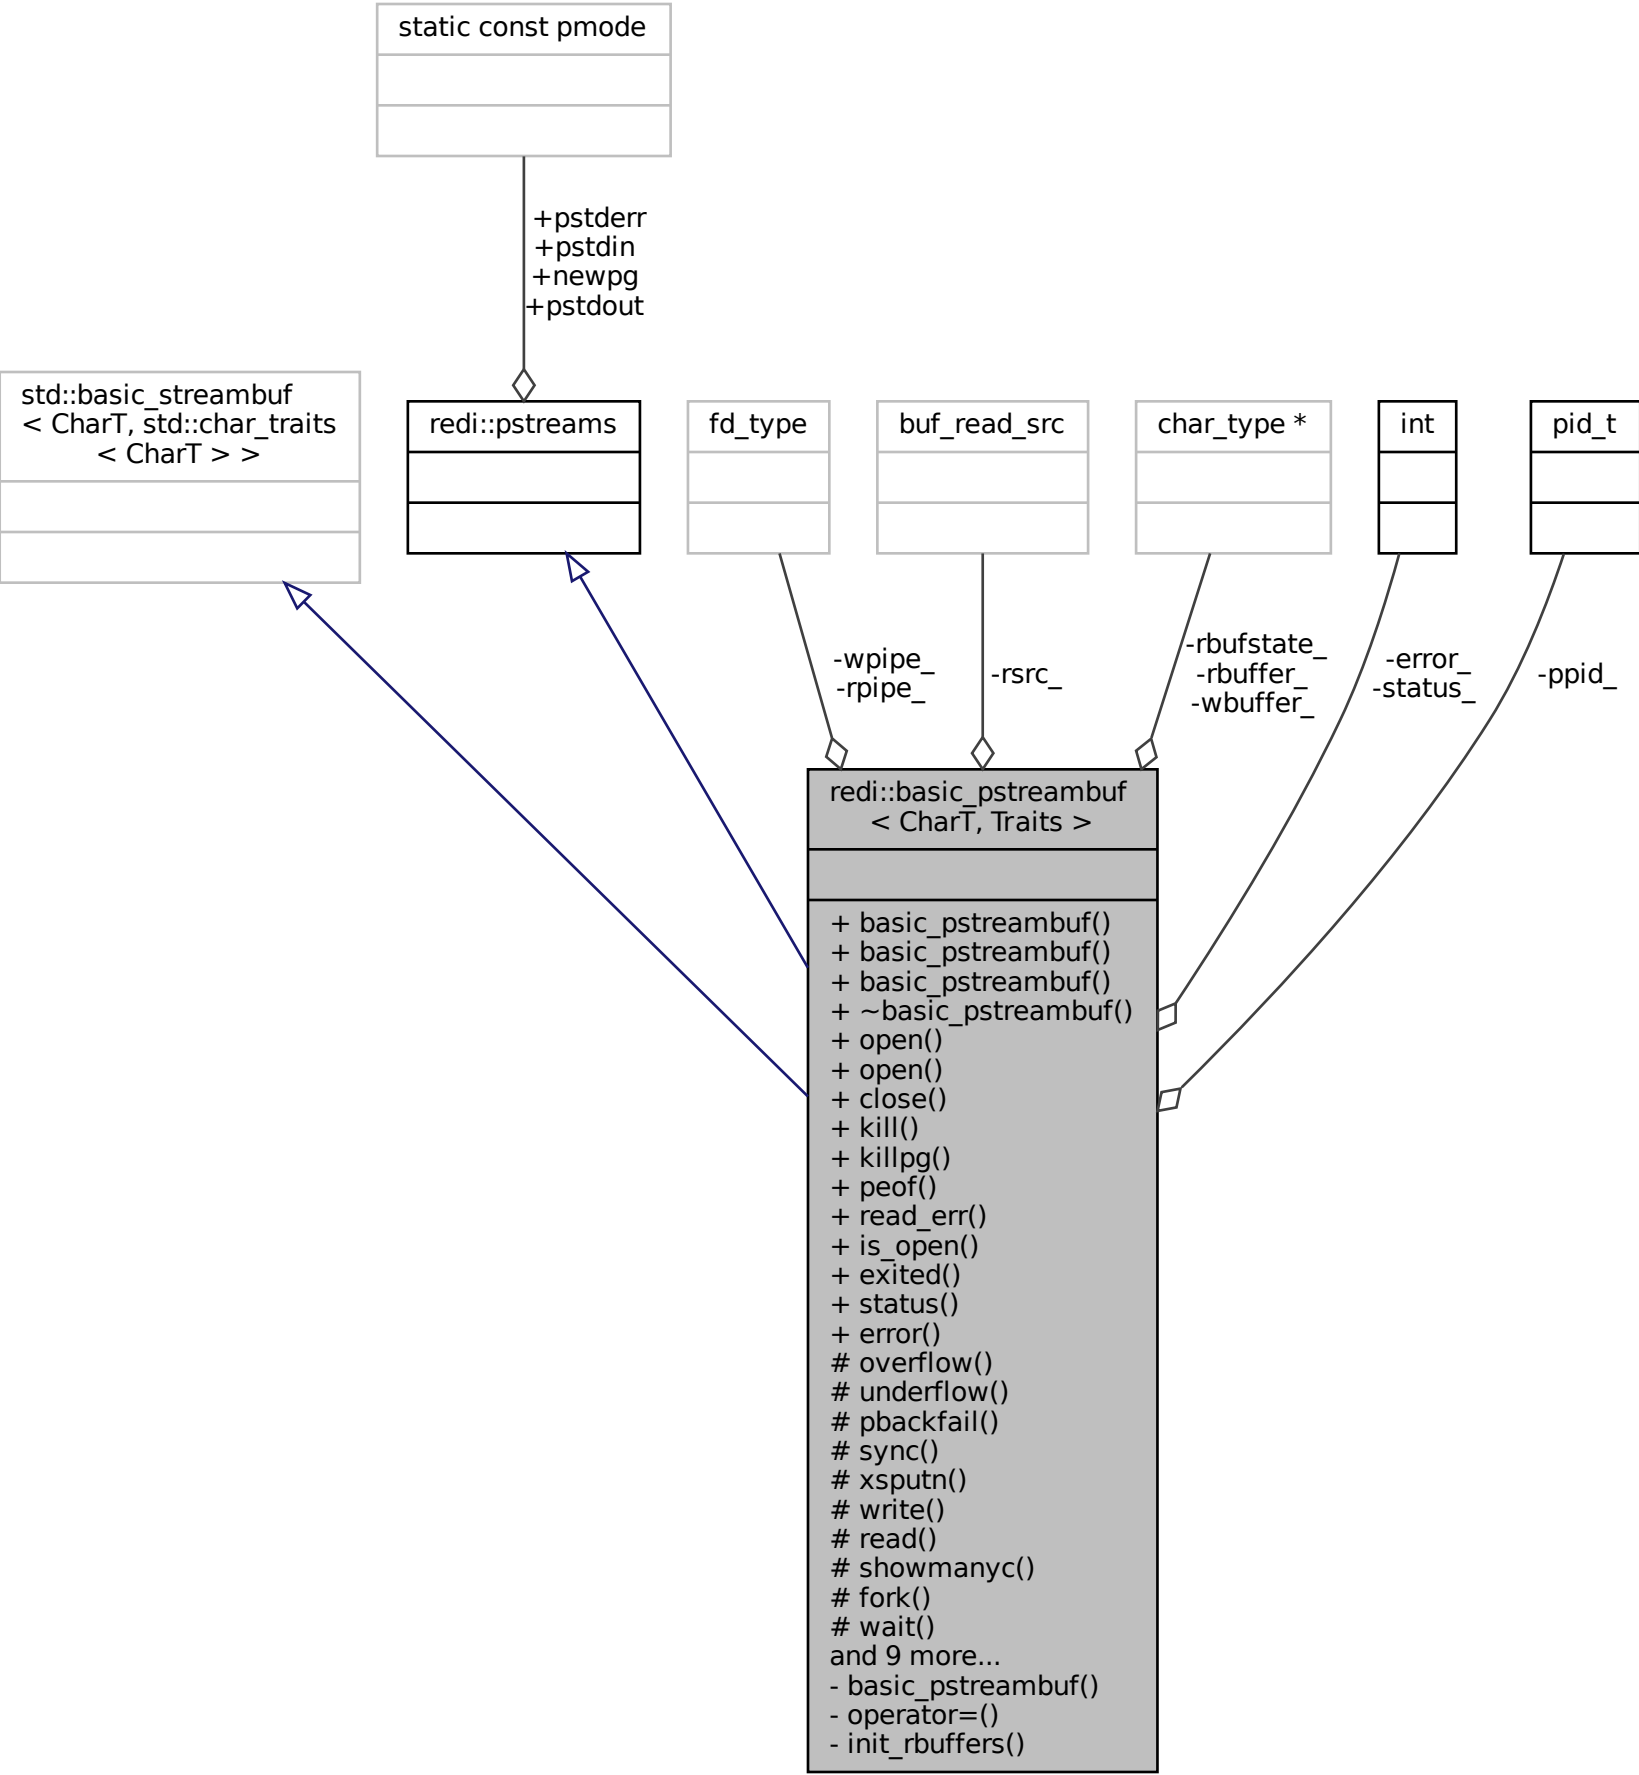 static const pmode
+pstderr
+pstdin
+newpg
+pstdout
std::basic_streambuf
< CharT, std::char_traits
< CharT > >
redi::pstreams
fd_type
buf_read_src
char_type *
int
pid_t
-wpipe_
-rpipe_
-rsrc_
-rbufstate_
-rbuffer_
-wbuffer_
-error_
-status_
-ppid_
redi::basic_pstreambuf
< CharT, Traits >
+ basic_pstreambuf()
+ basic_pstreambuf()
+ basic_pstreambuf()
+ ~basic_pstreambuf()
+ open()
+ open()
+ close()
+ kill()
+ killpg()
+ peof()
+ read_err()
+ is_open()
+ exited()
+ status()
+ error()
# overflow()
# underflow()
# pbackfail()
# sync()
# xsputn()
# write()
# read()
# showmanyc()
# fork()
# wait()
and 9 more...
- basic_pstreambuf()
- operator=()
- init_rbuffers()